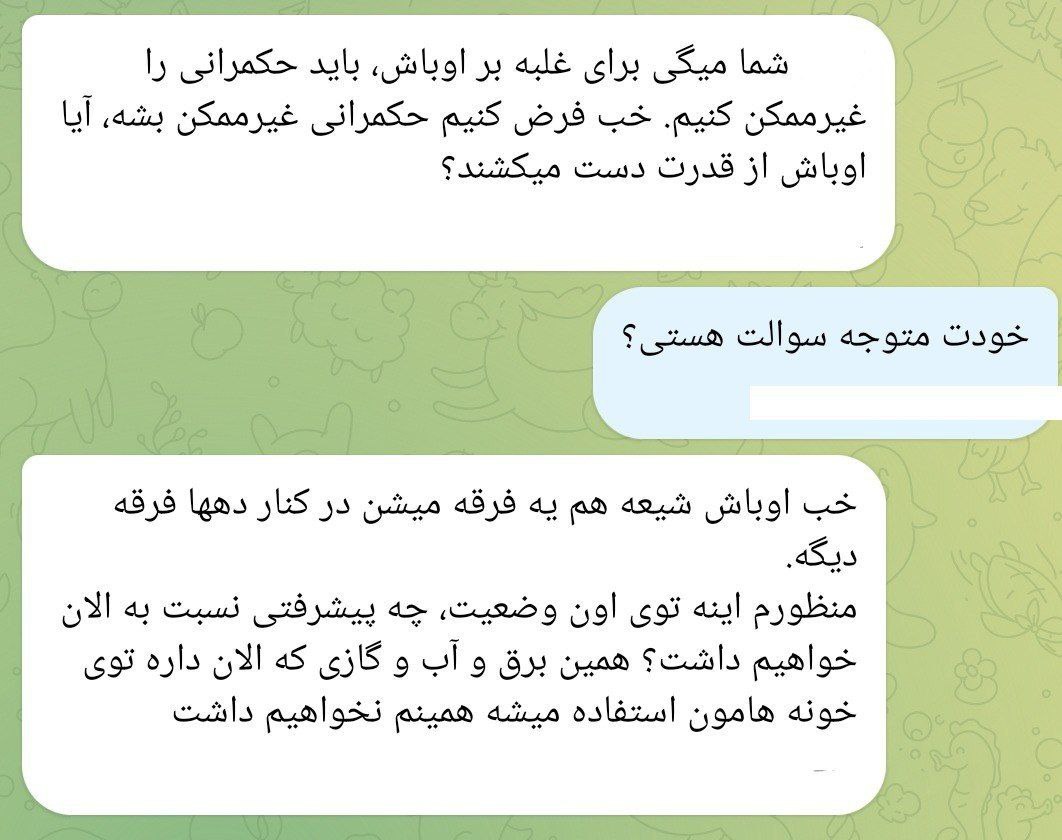 شما میگی برای غلبه بر اوباش، باید حکمرانی را
غیرممکن کنیم. خب فرض کنیم حکمرانی غیرممکن بشه، آیا
اوباش از قدرت دست میکشند؟
خودت متوجه سوالت هستی؟
خب اوباش شیعه هم یه فرقه میشن در کنار دهها فرقه
دیگه.
منظورم اینه توی اون وضعیت، چه پیشرفتی نسبت به الان
خواهیم داشت؟ همین برق و آب و گازی که الان داره توی
خونه هامون استفاده میشه همینم نخواهیم داشت